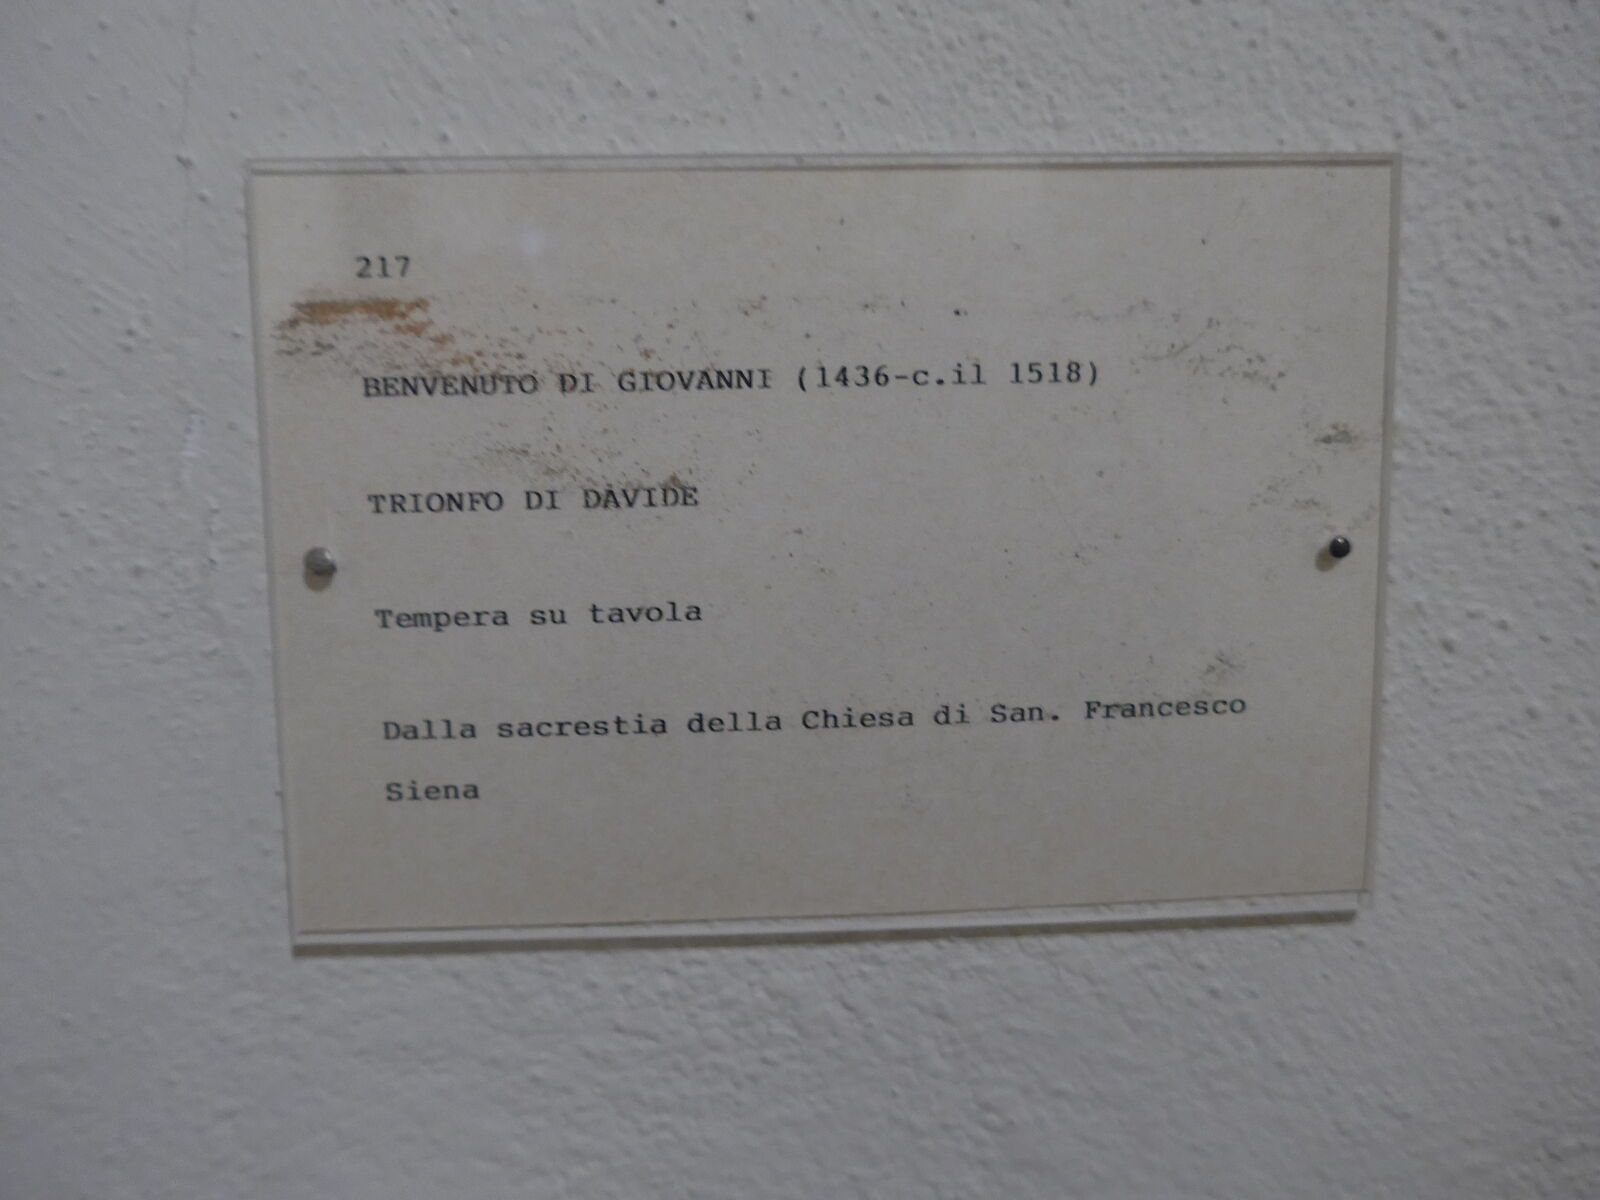 217
BENVENUTO DI GIOVANNI (1436-c.il 1518)
TRIONFO DI DAVIDE
Tempera su tavola
Dalla sacrestia della Chiesa di San. Francesco
Siena